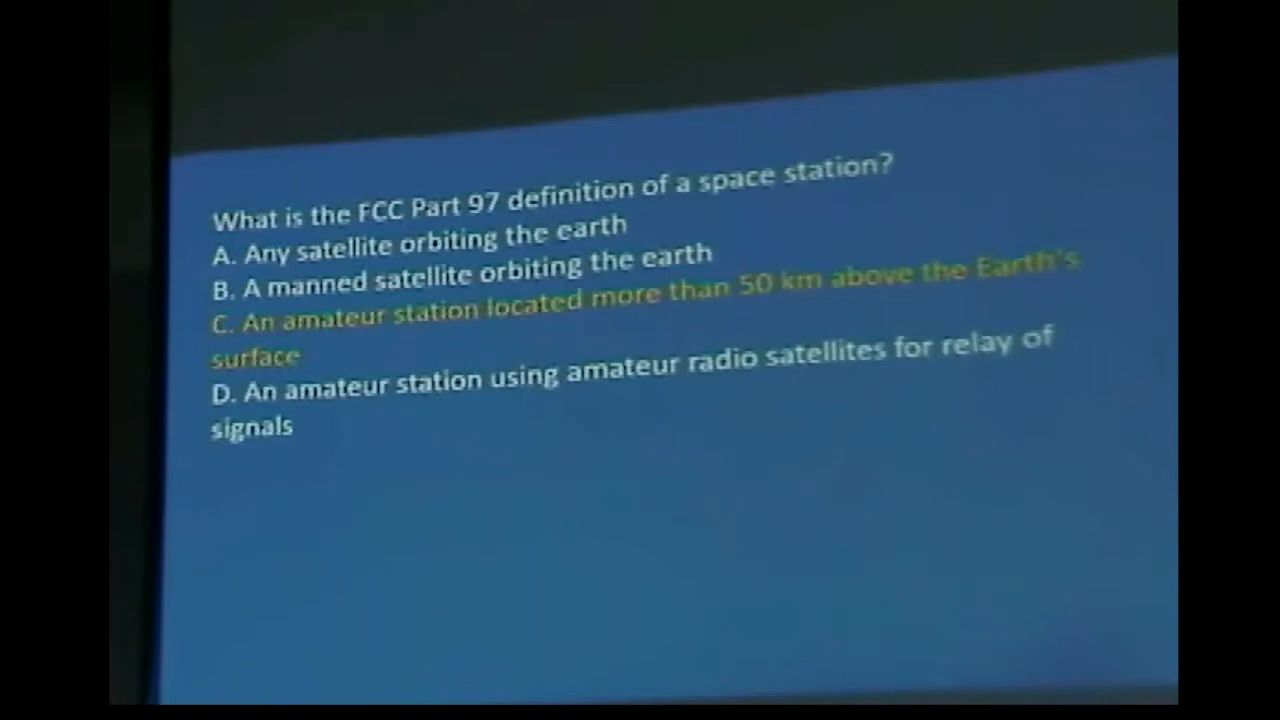 What is the FCC Part 97 definition of a space station?
A. Any satellite orbiting the earth
B. A manned satellite orbiting the earth
C. An amateur station located more than 50 km above the Earth's
surface
D. An amateur station using amateur radio satellites for relay of
signals